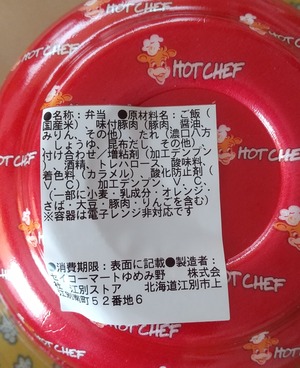 HOT CHEF
HOT CHEF
●名称：弁当　●原材料名：ご飯（
国産米）、味付豚肉（豚肉、醤油、
みりん、その他）、たれ（濃口八方
しょうゆ、昆布だし、その他）、
付け合わせ／増粘剤（加工デンプン
）、酒精、トレハロース、酸味料、
着色料（カラメル）、酸化防止剤（
V．C）、加工デンプン、V．
（一部に小麦・乳成分・オレンジ・
さば・大豆・豚肉・りんごを含む）
※容器は電子レンジ非対応です
●消費期限：表面に記載●製造者：
セイコーマートゆめみ野　株式会
江別ストア　北海道江別市上
町５２番地６
HOT CHEF
HOT CHEF